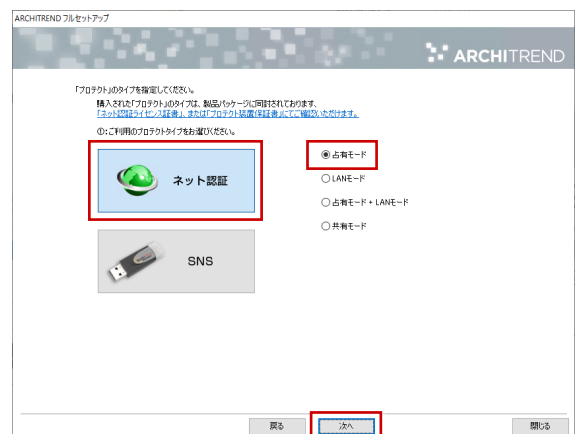 ARCHITREND フルセットアップ
ARCHITREND
「プロテクト」のタイプを指定してください。
購入された「プロテクト」のタイプは、製品パッケージに同封されております、
「ネット認証ライセンス証書」、または「プロテクト装置保証書」にてご確認いただけます。
①：ご利用のプロテクトタイプをお選びください。
ネット認証
占有モード
LANモード
占有モード + LANモード
共有モード
SNS
戻る
次へ
閉じる